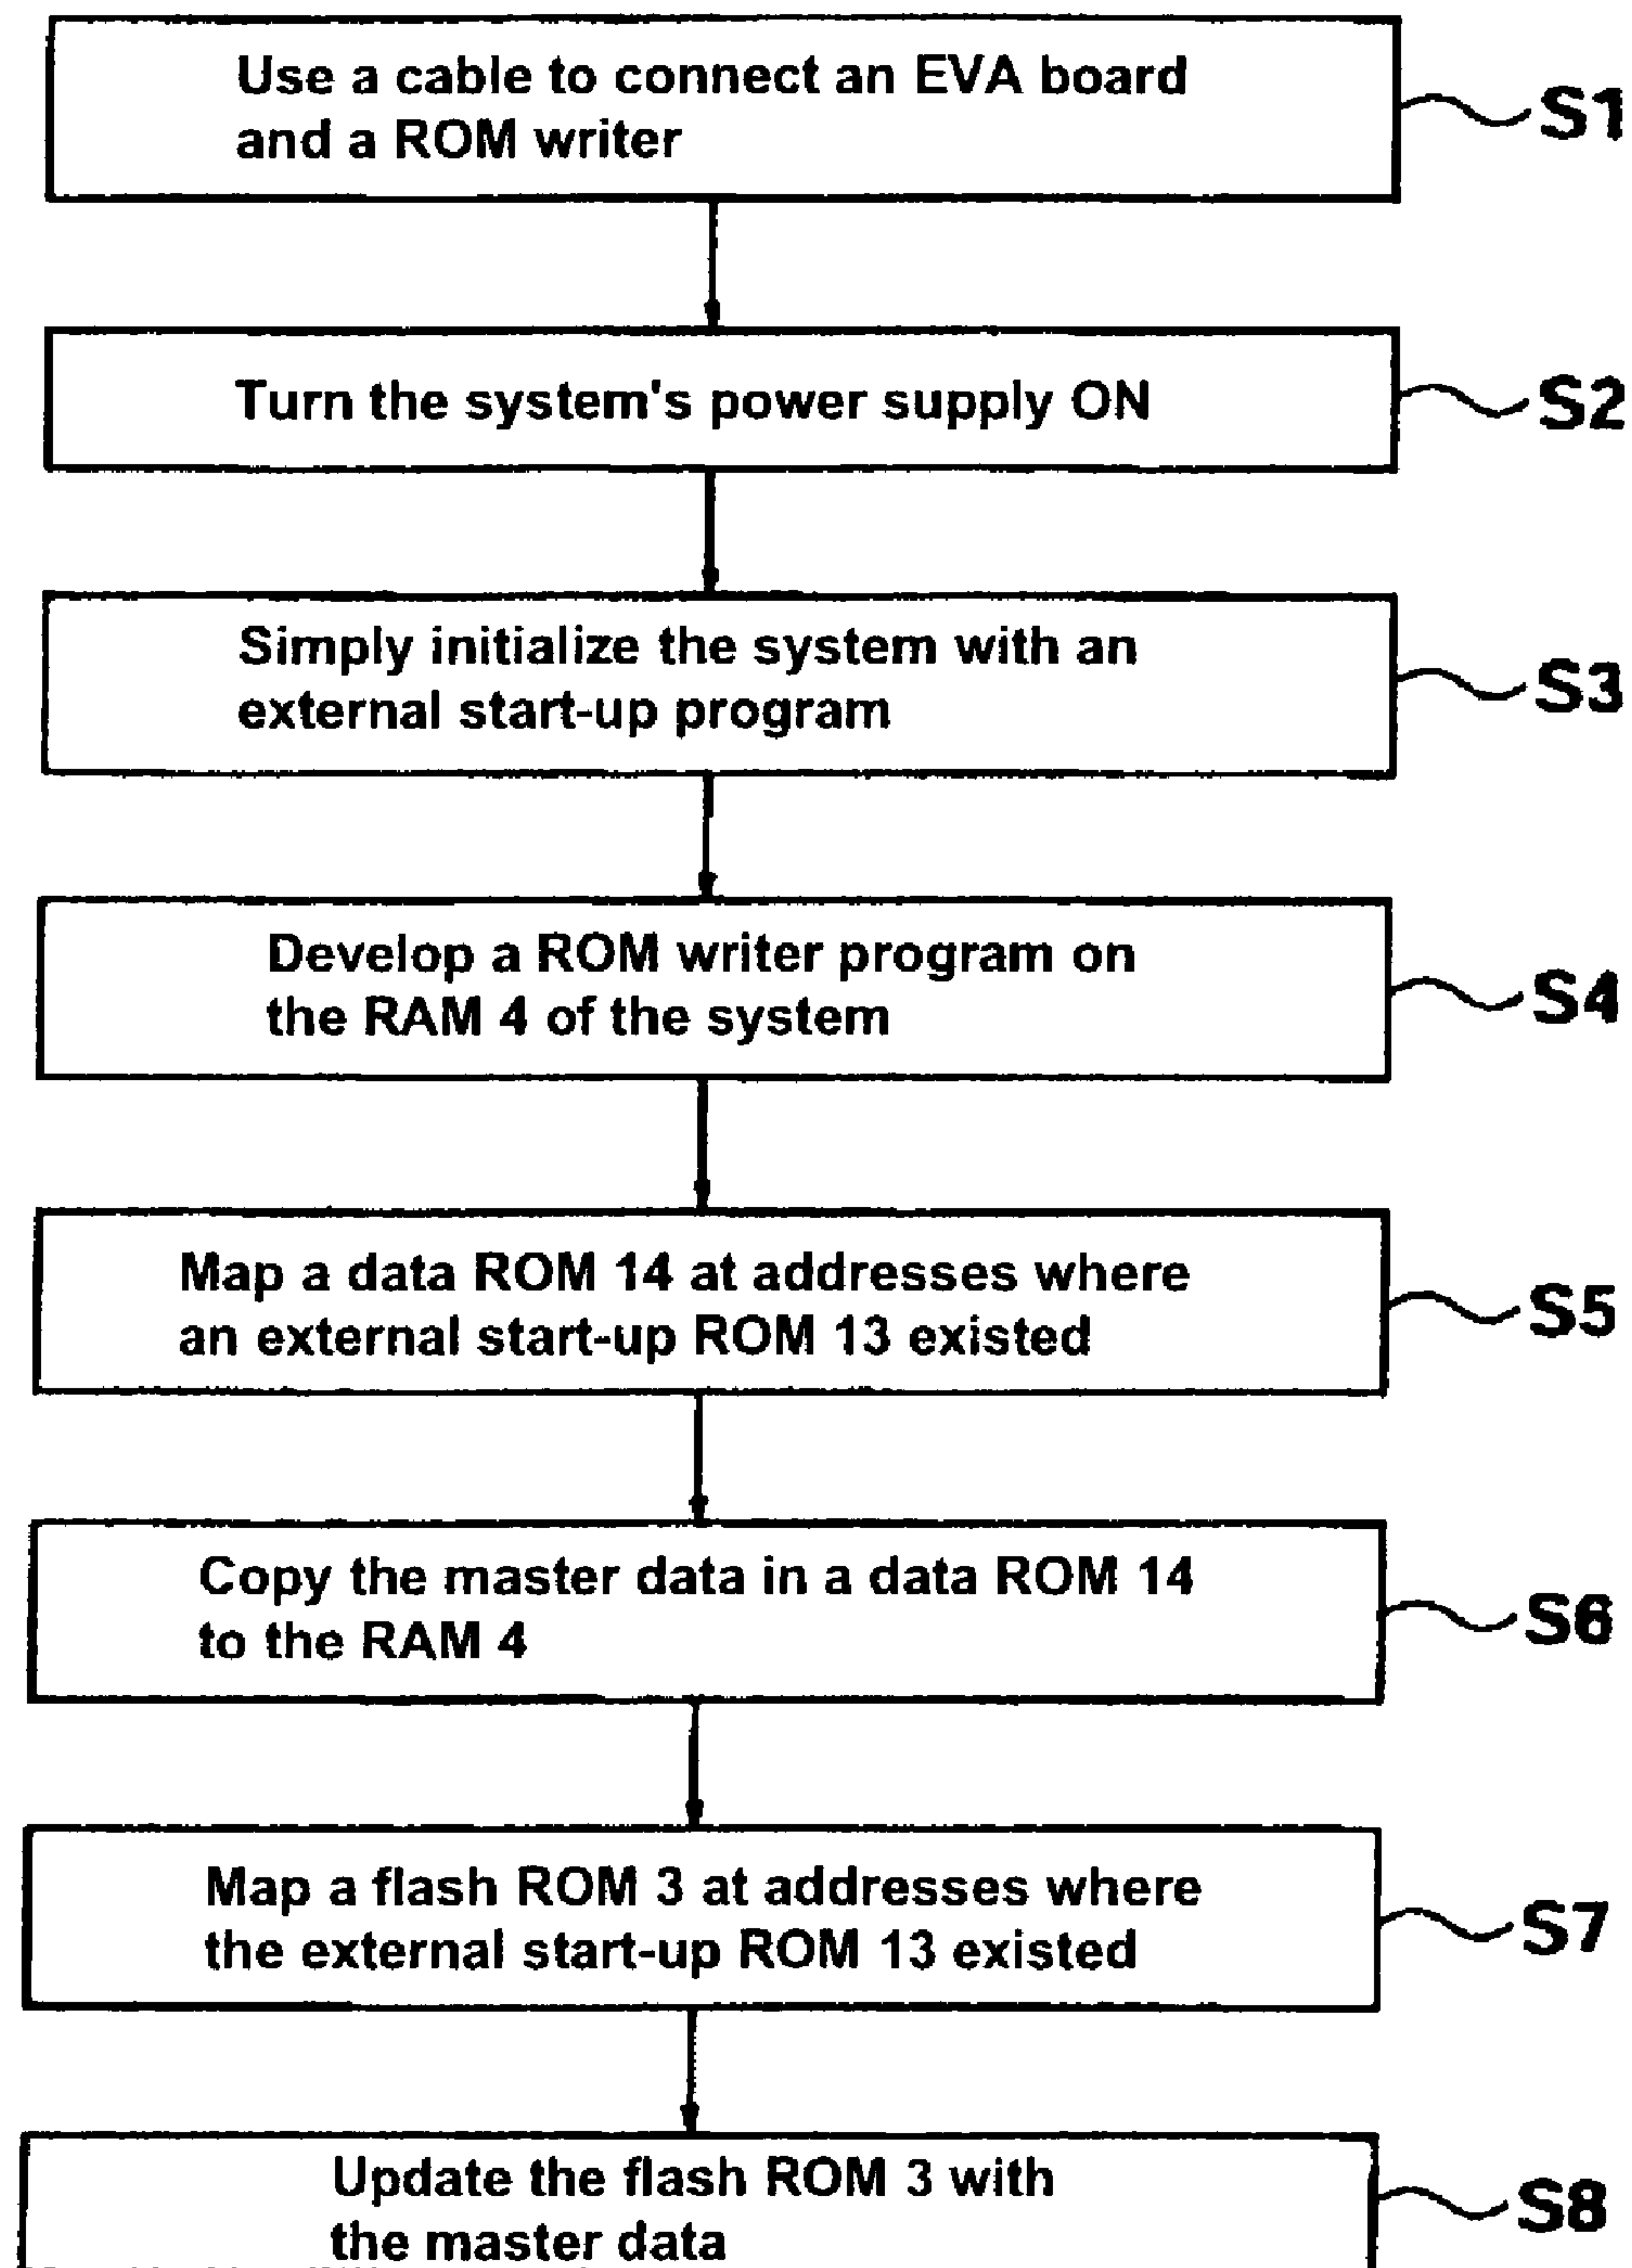 Use a cable to connect an EVA board
and a ROM writer
S1
Turn the system's power supply ON
S2
Simply initialize the system with an
external start-up program
S3
Develop a ROM writer program on
the RAM 4 of the system
S4
Map a data ROM 14 at addresses where
an external start-up ROM 13 existed
S5
Copy the master data in a data ROM 14
to the RAM 4
S6
Map a flash ROM 3 at addresses where
the external start-up ROM 13 existed
S7
Update the flash ROM 3 with
the master data
S8